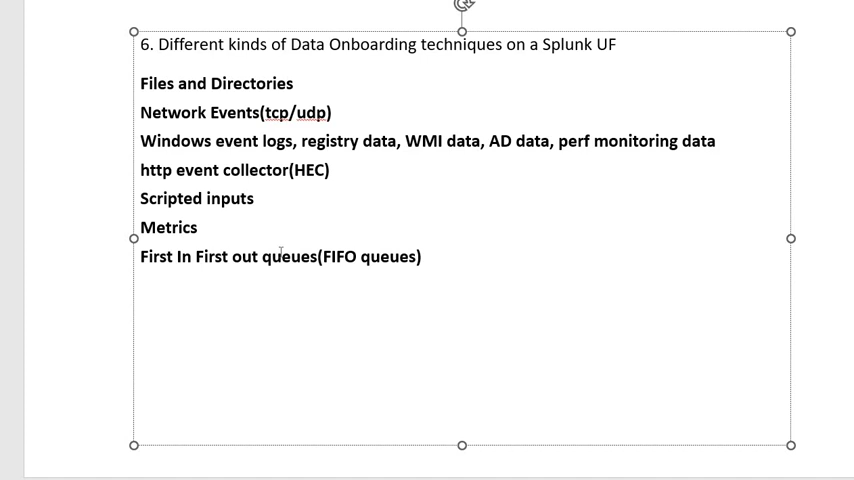 6. Different kinds of Data Onboarding techniques on a Splunk UF
Files and Directories
Network Events(tcp/udp)
Windows event logs, registry data, WMI data, AD data, perf monitoring data
http event collector(HEC)
Scripted inputs
Metrics
First In First out queues(FIFO queues)